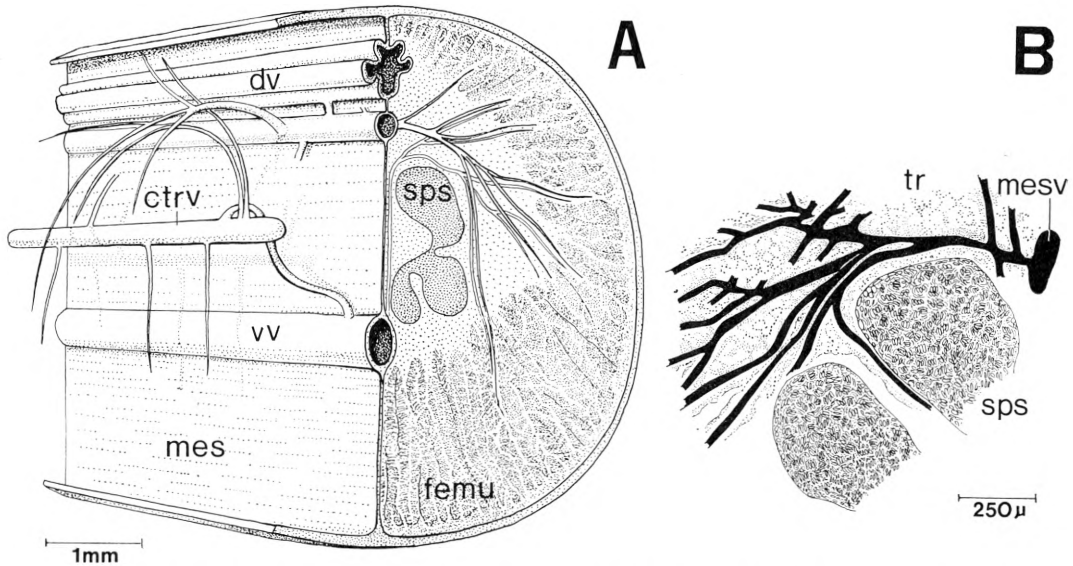 A
dv
sps
ctrv
vv
mes
femu
1mm
B
tr
mesv
sps
250µ